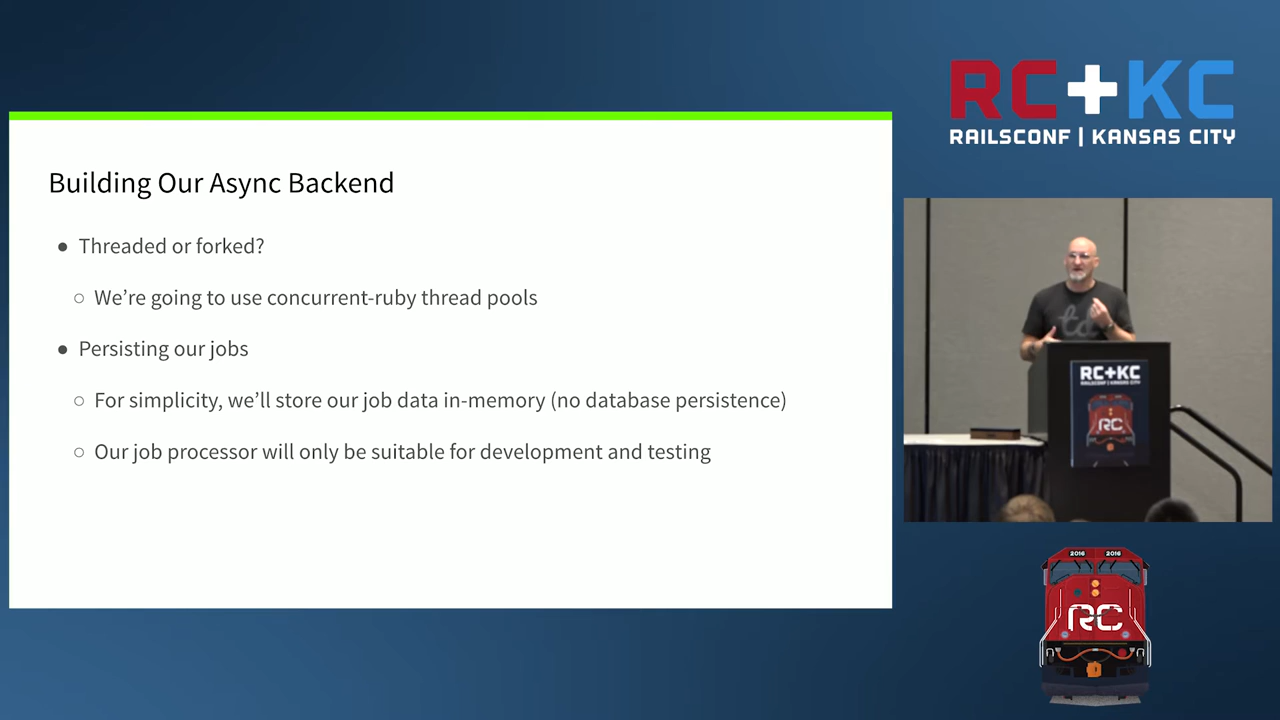 RC+KC
RAILSCONF | KANSAS CITY
Building Our Async Backend
● Threaded or forked?
○ We’re going to use concurrent-ruby thread pools
● Persisting our jobs
○ For simplicity, we’ll store our job data in-memory (no database persistence)
○ Our job processor will only be suitable for development and testing
td
RC+KC
RAILSCONF | KANSAS CITY
RC
2016 2016
RC